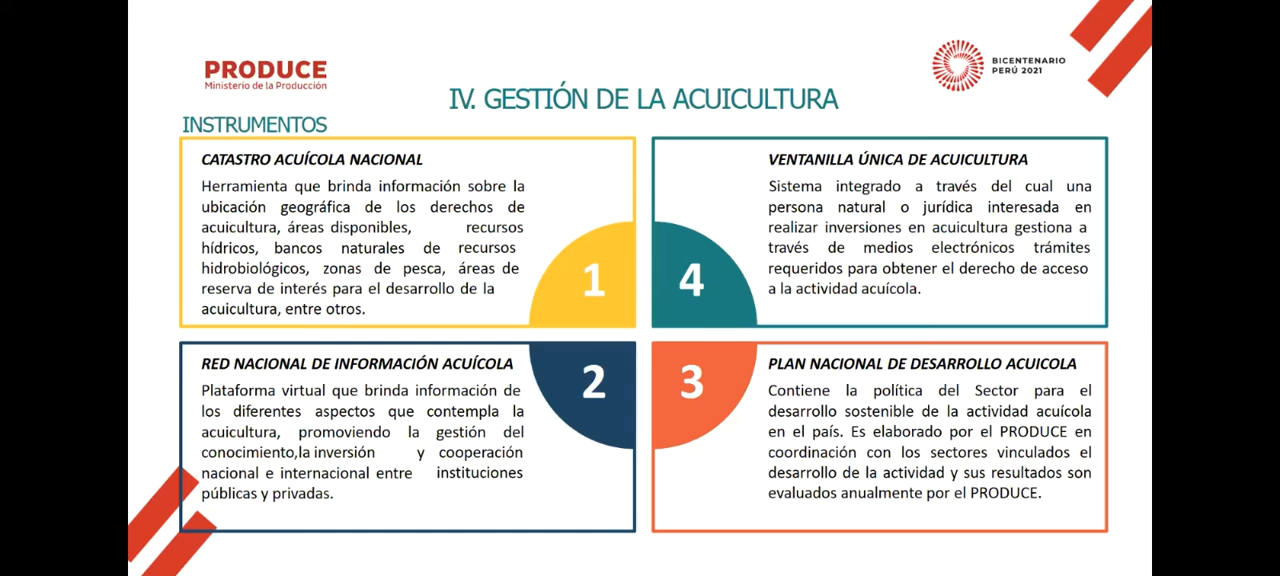 PRODUCE
Ministerio de la Producción
BICENTENARIO
PERÚ 2021
IV. GESTIÓN DE LA ACUICULTURA
INSTRUMENTOS
CATASTRO ACUÍCOLA NACIONAL
Herramienta que brinda información sobre la
ubicación geográfica de los derechos de
acuicultura, áreas disponibles, recursos
hídricos, bancos naturales de recursos
hidrobiológicos, zonas de pesca, áreas de
reserva de interés para el desarrollo de la
acuicultura, entre otros.
1
RED NACIONAL DE INFORMACIÓN ACUÍCOLA
Plataforma virtual que brinda información de
los diferentes aspectos que contempla la
acuicultura, promoviendo la gestión del
conocimiento,la inversión y cooperación
nacional e internacional entre instituciones
públicas y privadas.
2
PLAN NACIONAL DE DESARROLLO ACUICOLA
Contiene la política del Sector para el
desarrollo sostenible de la actividad acuícola
en el país. Es elaborado por el PRODUCE en
coordinación con los sectores vinculados el
desarrollo de la actividad y sus resultados son
evaluados anualmente por el PRODUCE.
3
VENTANILLA ÚNICA DE ACUICULTURA
Sistema integrado a través del cual una
persona natural o jurídica interesada en
realizar inversiones en acuicultura gestiona a
través de medios electrónicos trámites
requeridos para obtener el derecho de acceso
a la actividad acuícola.
4